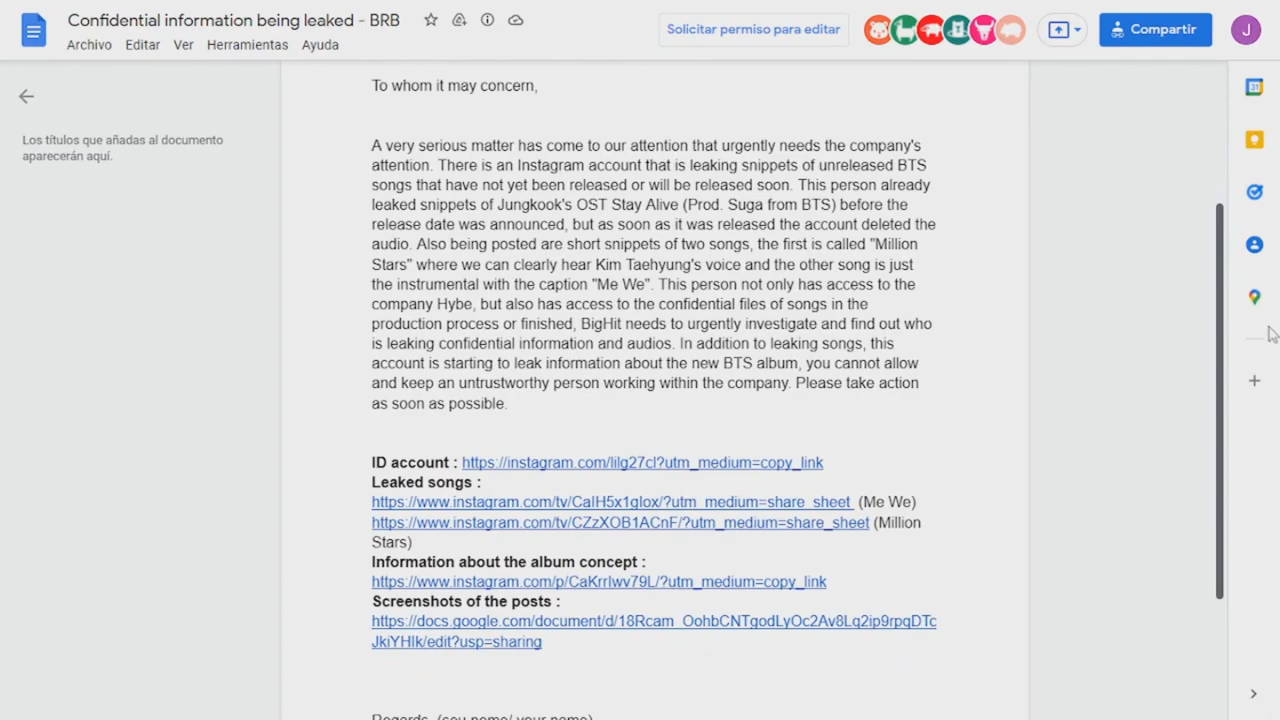 Confidential information being leaked - BRB
Archivo Editar Ver Herramientas Ayuda
Solicitar permiso para editar
Compartir
J
31
Los títulos que añadas al documento
aparecerán aquí.
To whom it may concern,
A very serious matter has come to our attention that urgently needs the company's
attention. There is an Instagram account that is leaking snippets of unreleased BTS
songs that have not yet been released or will be released soon. This person already
leaked snippets of Jungkook's OST Stay Alive (Prod. Suga from BTS) before the
release date was announced, but as soon as it was released the account deleted the
audio. Also being posted are short snippets of two songs, the first is called "Million
Stars" where we can clearly hear Kim Taehyung's voice and the other song is just
the instrumental with the caption "Me We". This person not only has access to the
company Hybe, but also has access to the confidential files of songs in the
production process or finished, BigHit needs to urgently investigate and find out who
is leaking confidential information and audios. In addition to leaking songs, this
account is starting to leak information about the new BTS album, you cannot allow
and keep an untrustworthy person working within the company. Please take action
as soon as possible.
ID account : https://instagram.com/lilg27cl?utm_medium=copy_link
Leaked songs :
https://www.instagram.com/tv/CaIH5x1glox/?utm_medium=share_sheet (Me We)
https://www.instagram.com/tv/CZzXOB1ACnF/?utm_medium=share_sheet (Million
Stars)
Information about the album concept :
https://www.instagram.com/p/CaKrrlwv79L/?utm_medium=copy_link
Screenshots of the posts :
https://docs.google.com/document/d/18Rcam_OohbCNTgodLyOc2Av8Lq2ip9rpqDTc
JkiYHlk/edit?usp=sharing
Regards, (seu nome/ your name)